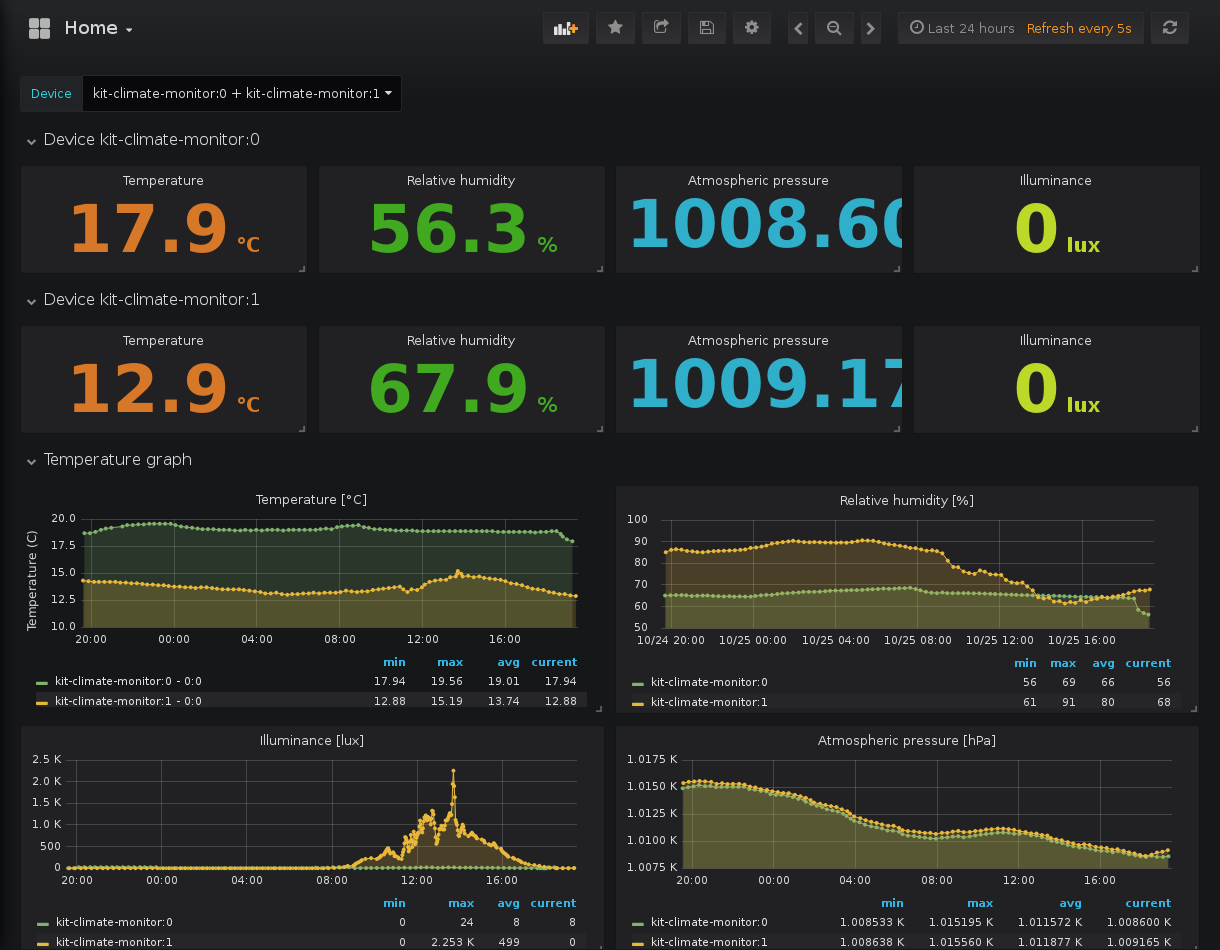 Home
Last 24 hours Refresh every 5s
Device kit-climate-monitor:0 + kit-climate-monitor:1
Device kit-climate-monitor:0
Temperature Relative humidity Atmospheric pressure Illuminance
17.9 °C 56.3 % 1008.60 0 lux
Device kit-climate-monitor:1
Temperature Relative humidity Atmospheric pressure Illuminance
12.9 °C 67.9 % 1009.17 0 lux
Temperature graph
Temperature [°C]
Temperature (C)
20.0
17.5
15.0
12.5
10.0
20:00 00:00 04:00 08:00 12:00 16:00
min max avg current
kit-climate-monitor:0 - 0:0 17.94 19.56 19.01 17.94
kit-climate-monitor:1 - 0:0 12.88 15.19 13.74 12.88
Relative humidity [%]
100
90
80
70
60
50
10/24 20:00 10/25 00:00 10/25 04:00 10/25 08:00 10/25 12:00 10/25 16:00
min max avg current
kit-climate-monitor:0 56 69 66 56
kit-climate-monitor:1 61 91 80 68
Illuminance [lux]
2.5 K
2.0 K
1.5 K
1.0 K
500
0
20:00 00:00 04:00 08:00 12:00 16:00
min max avg current
kit-climate-monitor:0 0 24 8 8
kit-climate-monitor:1 0 2.253 K 499 0
Atmospheric pressure [hPa]
1.0175 K
1.0150 K
1.0125 K
1.0100 K
1.0075 K
20:00 00:00 04:00 08:00 12:00 16:00
min max avg current
kit-climate-monitor:0 1.008533 K 1.015195 K 1.011572 K 1.008600 K
kit-climate-monitor:1 1.008638 K 1.015560 K 1.011877 K 1.009165 K